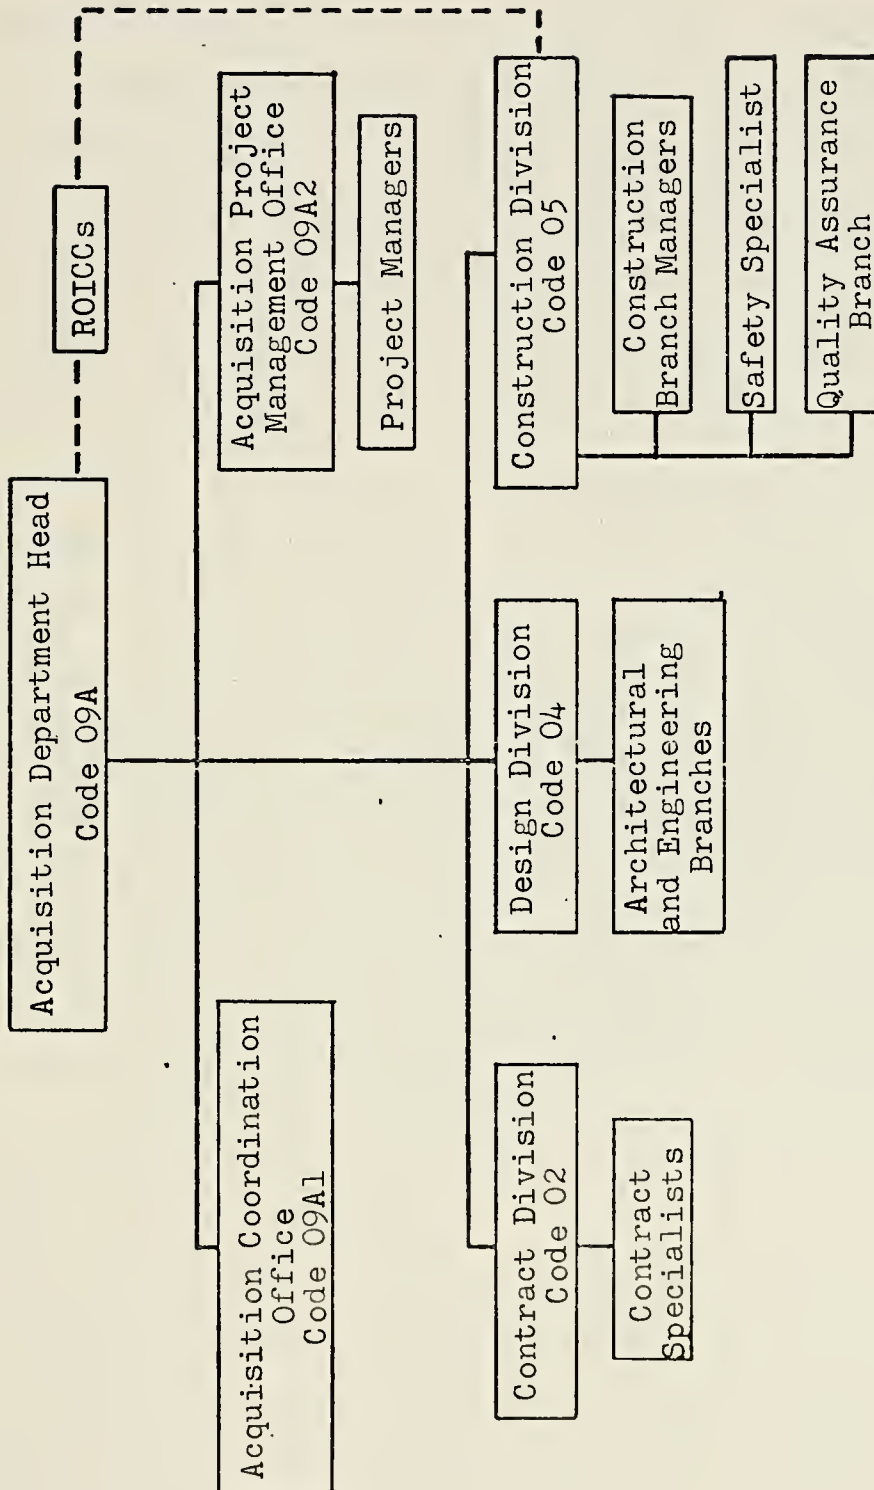 Acquisition Department Head
Code 09A
ROICCs
Acquisition Coordination
Office
Code 09A1
Acquisition Project
Management Office
Code 09A2
Project Managers
Contract Division
Code 02
Contract
Specialists
Design Division
Code 04
Architectural
and Engineering
Branches
Construction Division
Code 05
Construction
Branch Managers
Safety Specialist
Quality Assurance
Branch